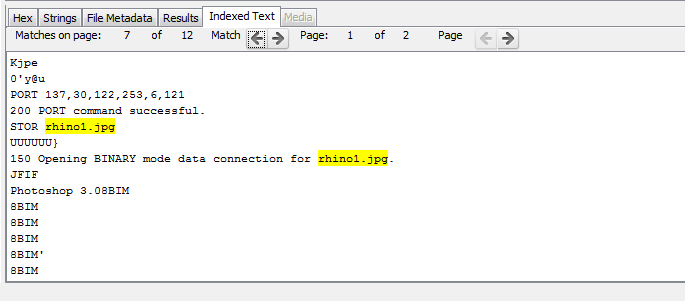 Hex Strings File Metadata Results Indexed Text Media
Matches on page: 7 of 12 Match Page: 1 of 2 Page
Kjpe
0'y@u
PORT 137,30,122,253,6,121
200 PORT command successful.
STOR rhino1.jpg
UUUUUU}
150 Opening BINARY mode data connection for rhino1.jpg.
JFIF
Photoshop 3.08BIM
8BIM
8BIM
8BIM
8BIM'
8BIM